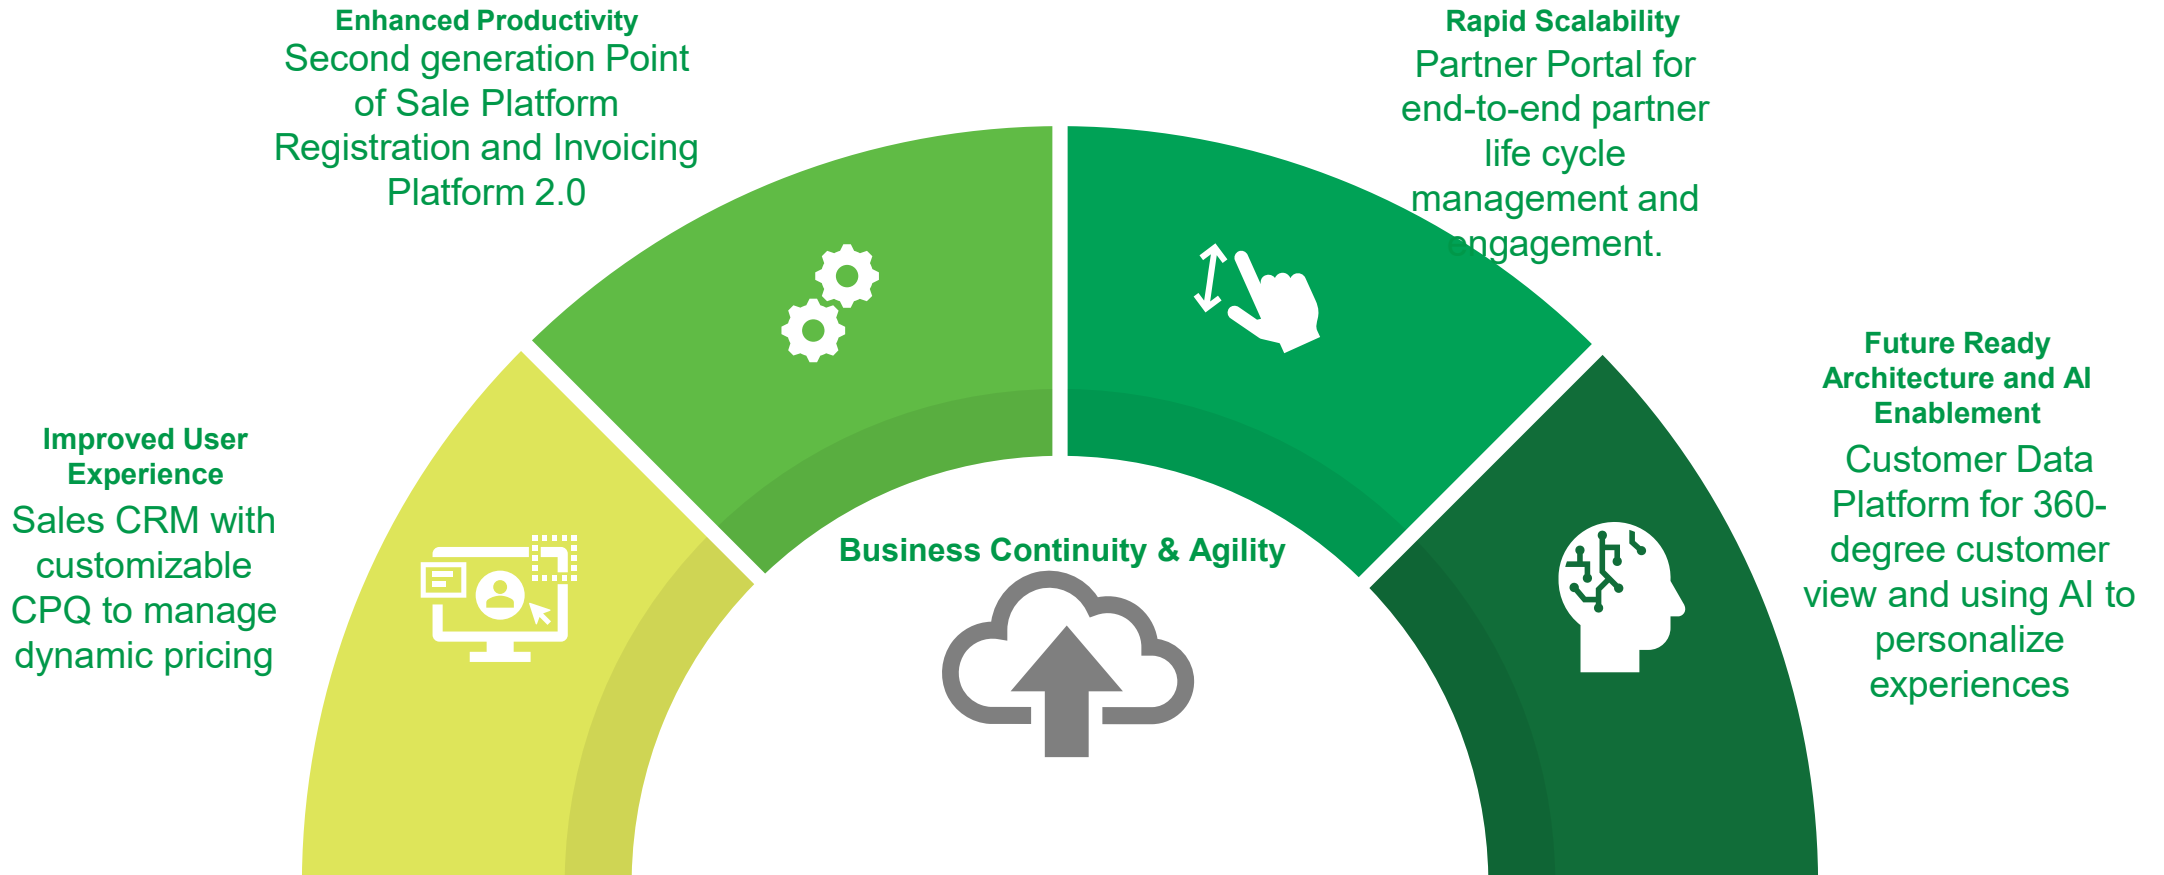 Enhanced Productivity
Second generation Point
of Sale Platform
Registration and Invoicing
Platform 2.0
Rapid Scalability
Partner Portal for
end-to-end partner
life cycle
management and
engagement.
Improved User
Experience
Sales CRM with
customizable
CPQ to manage
dynamic pricing
Business Continuity & Agility
Future Ready
Architecture and AI
Enablement
Customer Data
Platform for 360-
degree customer
view and using AI to
personalize
experiences